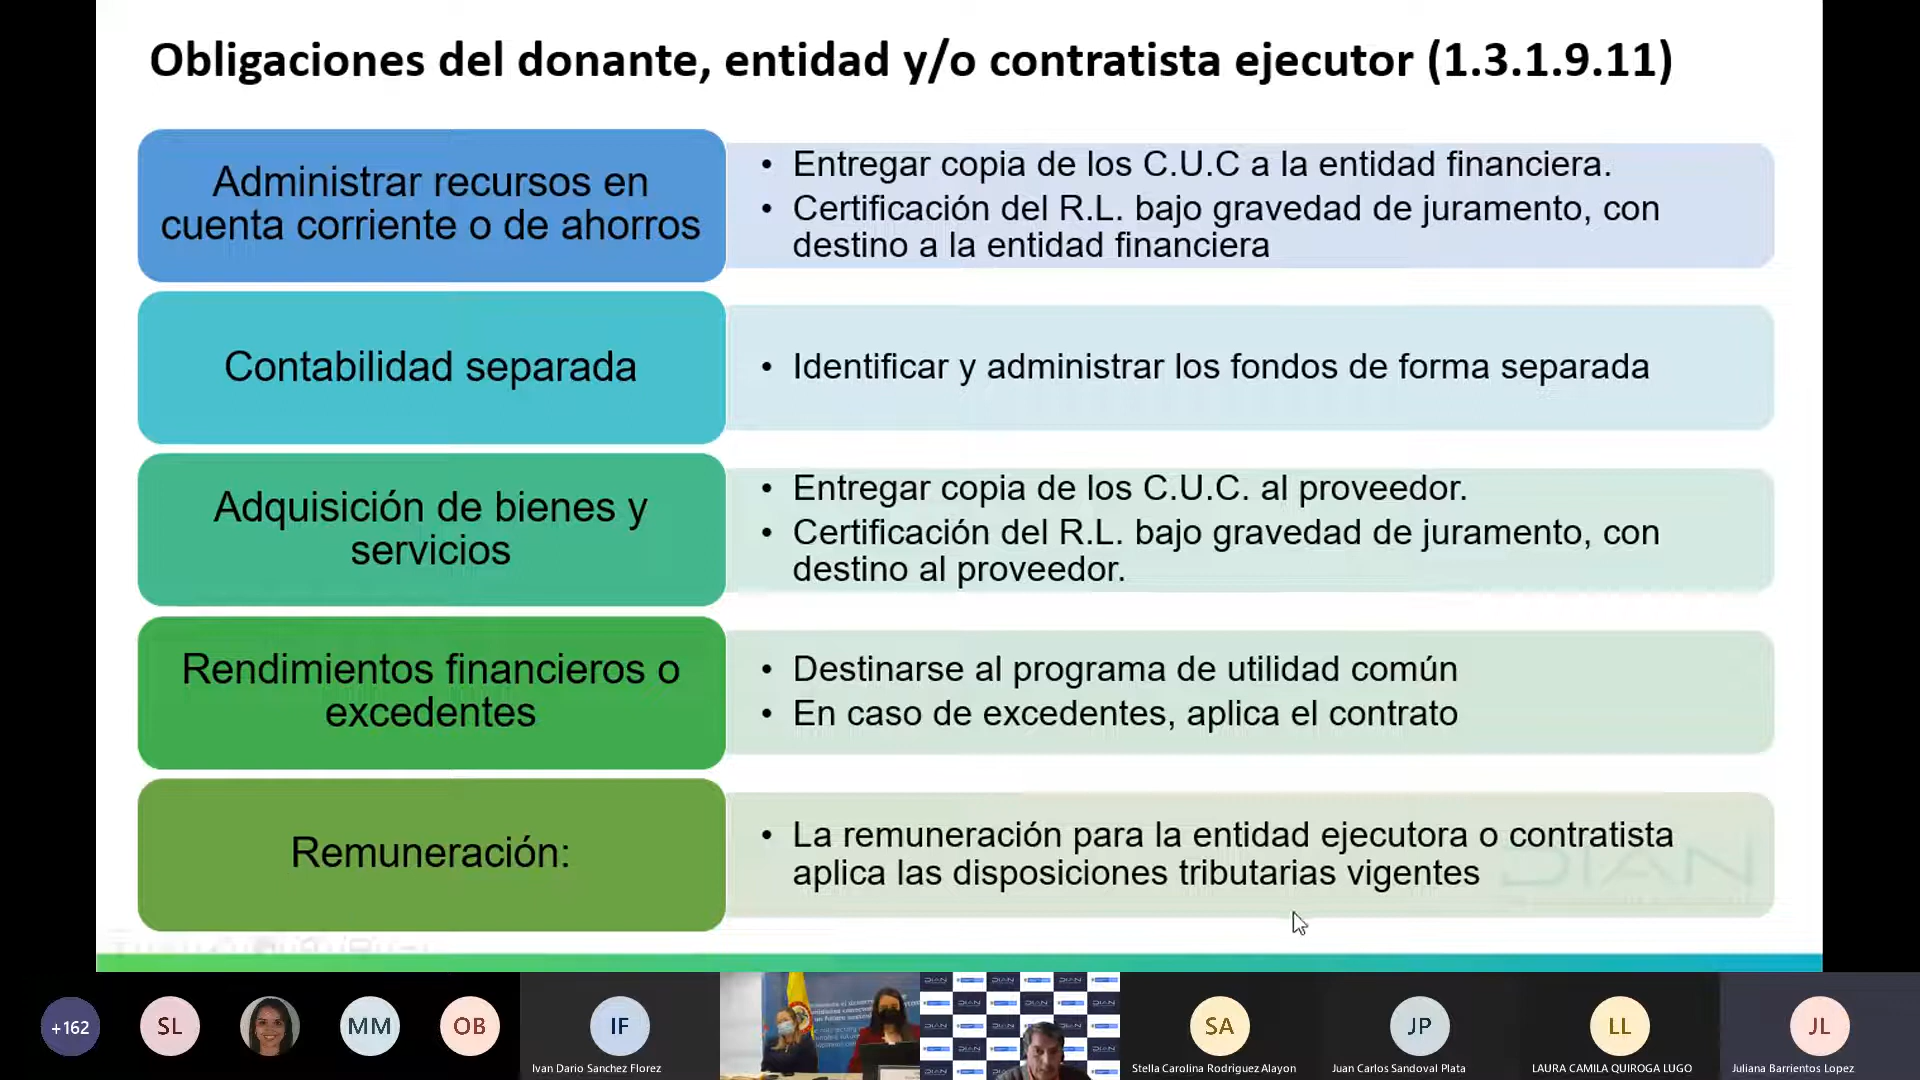 Obligaciones del donante, entidad y/o contratista ejecutor (1.3.1.9.11)
Administrar recursos en
cuenta corriente o de ahorros
• Entregar copia de los C.U.C a la entidad financiera.
• Certificación del R.L. bajo gravedad de juramento, con
destino a la entidad financiera
Contabilidad separada
• Identificar y administrar los fondos de forma separada
Adquisición de bienes y
servicios
• Entregar copia de los C.U.C. al proveedor.
• Certificación del R.L. bajo gravedad de juramento, con
destino al proveedor.
Rendimientos financieros o
excedentes
• Destinarse al programa de utilidad común
• En caso de excedentes, aplica el contrato
Remuneración:
• La remuneración para la entidad ejecutora o contratista
aplica las disposiciones tributarias vigentes
DIAN
+162
SL
MM
OB
IF
SA
JP
LL
JL
Ivan Dario Sanchez Florez
Stella Carolina Rodriguez Alayon
Juan Carlos Sandoval Plata
LAURA CAMILA QUIROGA LUGO
Juliana Barrientos Lopez